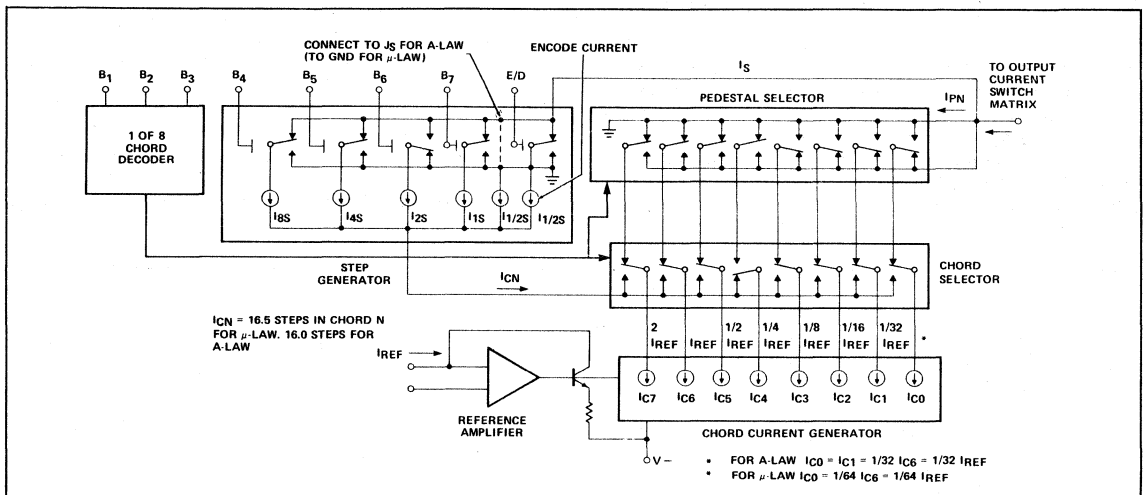 CONNECT TO JS FOR A-LAW
(TO GND FOR μ-LAW)
ENCODE CURRENT
B1 B2 B3 B4 B5 B6 B7 E/D
IS
TO OUTPUT
CURRENT
SWITCH
MATRIX
PEDESTAL SELECTOR
IPN
1 OF 8
CHORD
DECODER
I8S I4S I2S I1S I1/2S I1/2S
STEP
GENERATOR
ICN
CHORD
SELECTOR
ICN = 16.5 STEPS IN CHORD N
FOR μ-LAW. 16.0 STEPS FOR
A-LAW
2 1/2 1/4 1/8 1/16 1/32
IREF IREF IREF IREF IREF IREF IREF *
IREF
IC7 IC6 IC5 IC4 IC3 IC2 IC1 IC0
REFERENCE
AMPLIFIER
CHORD CURRENT GENERATOR
V–
* FOR A-LAW IC0 = IC1 = 1/32 IC6 = 1/32 IREF
* FOR μ-LAW IC0 = 1/64 IC6 = 1/64 IREF